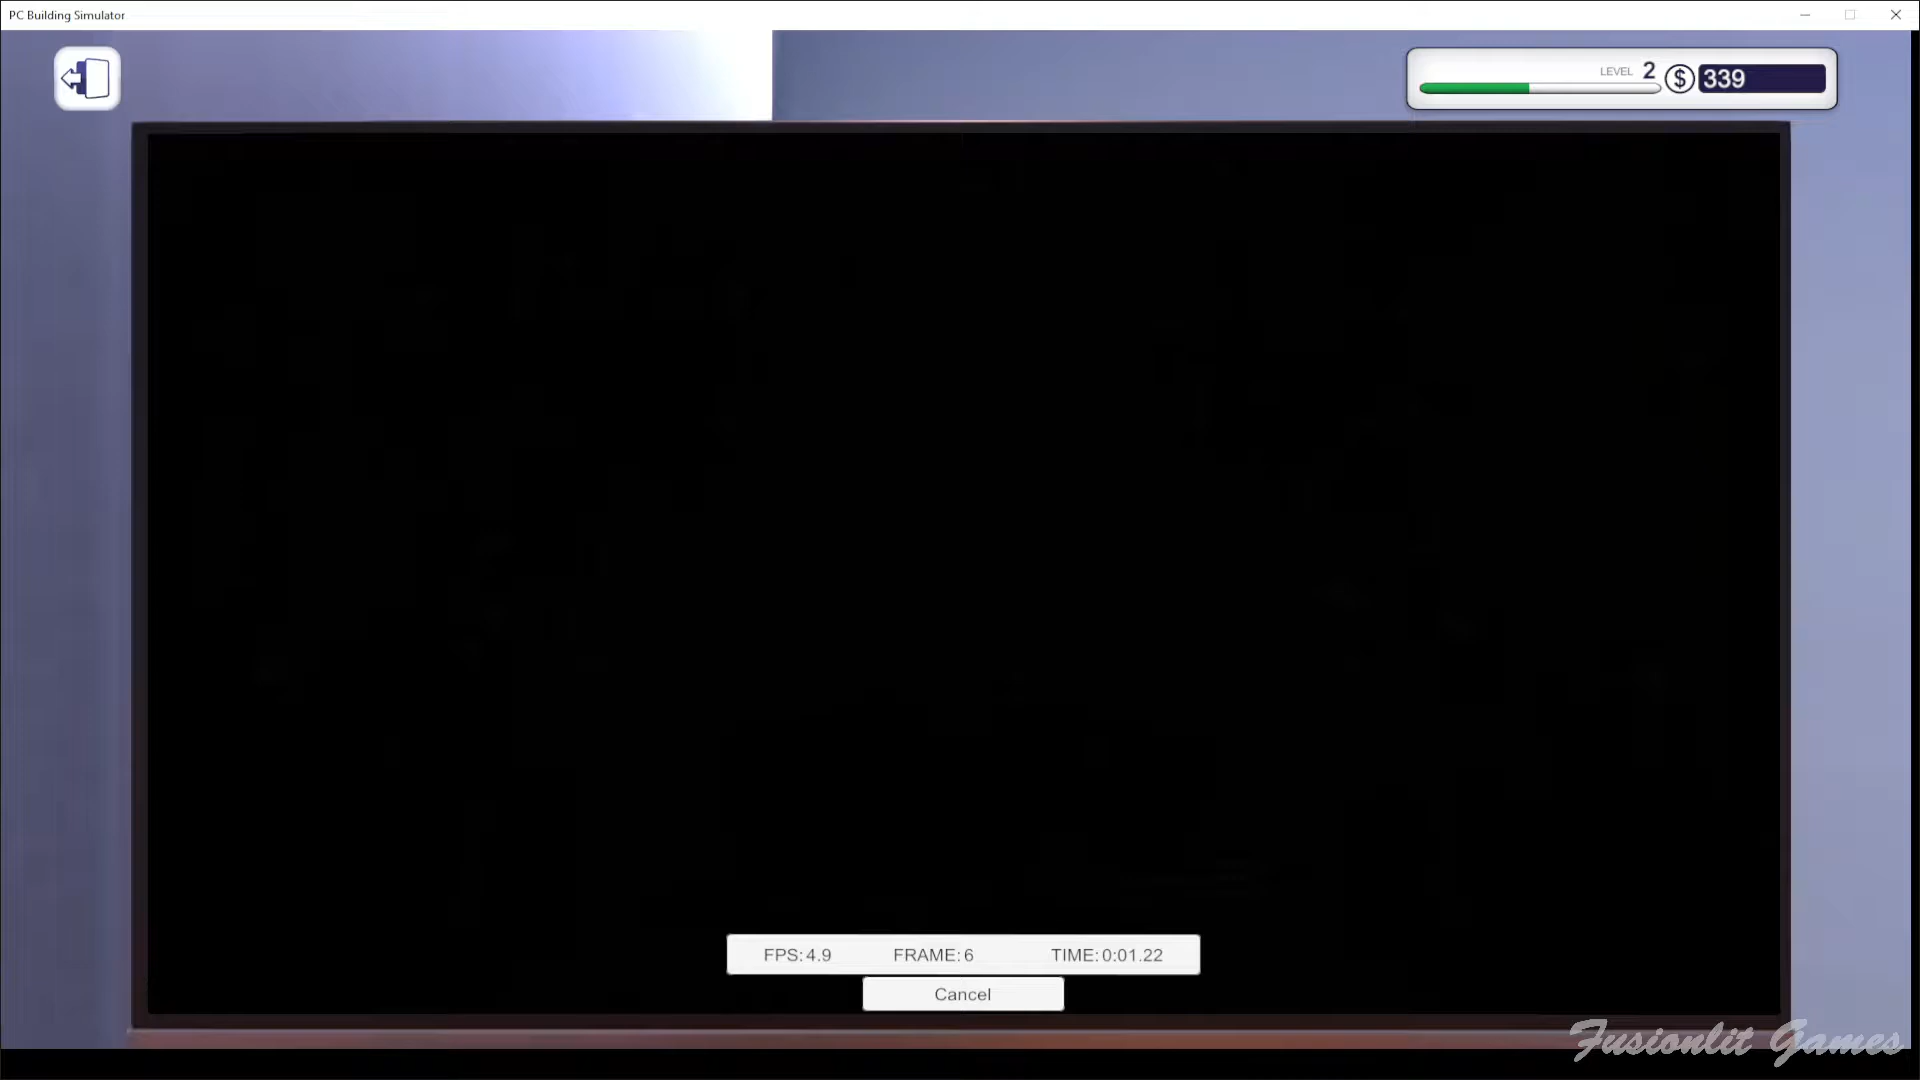 PC Building Simulator
LEVEL 2 $ 339
FPS: 4.9 FRAME: 6 TIME: 0:01.22
Cancel
Fusionlit Games